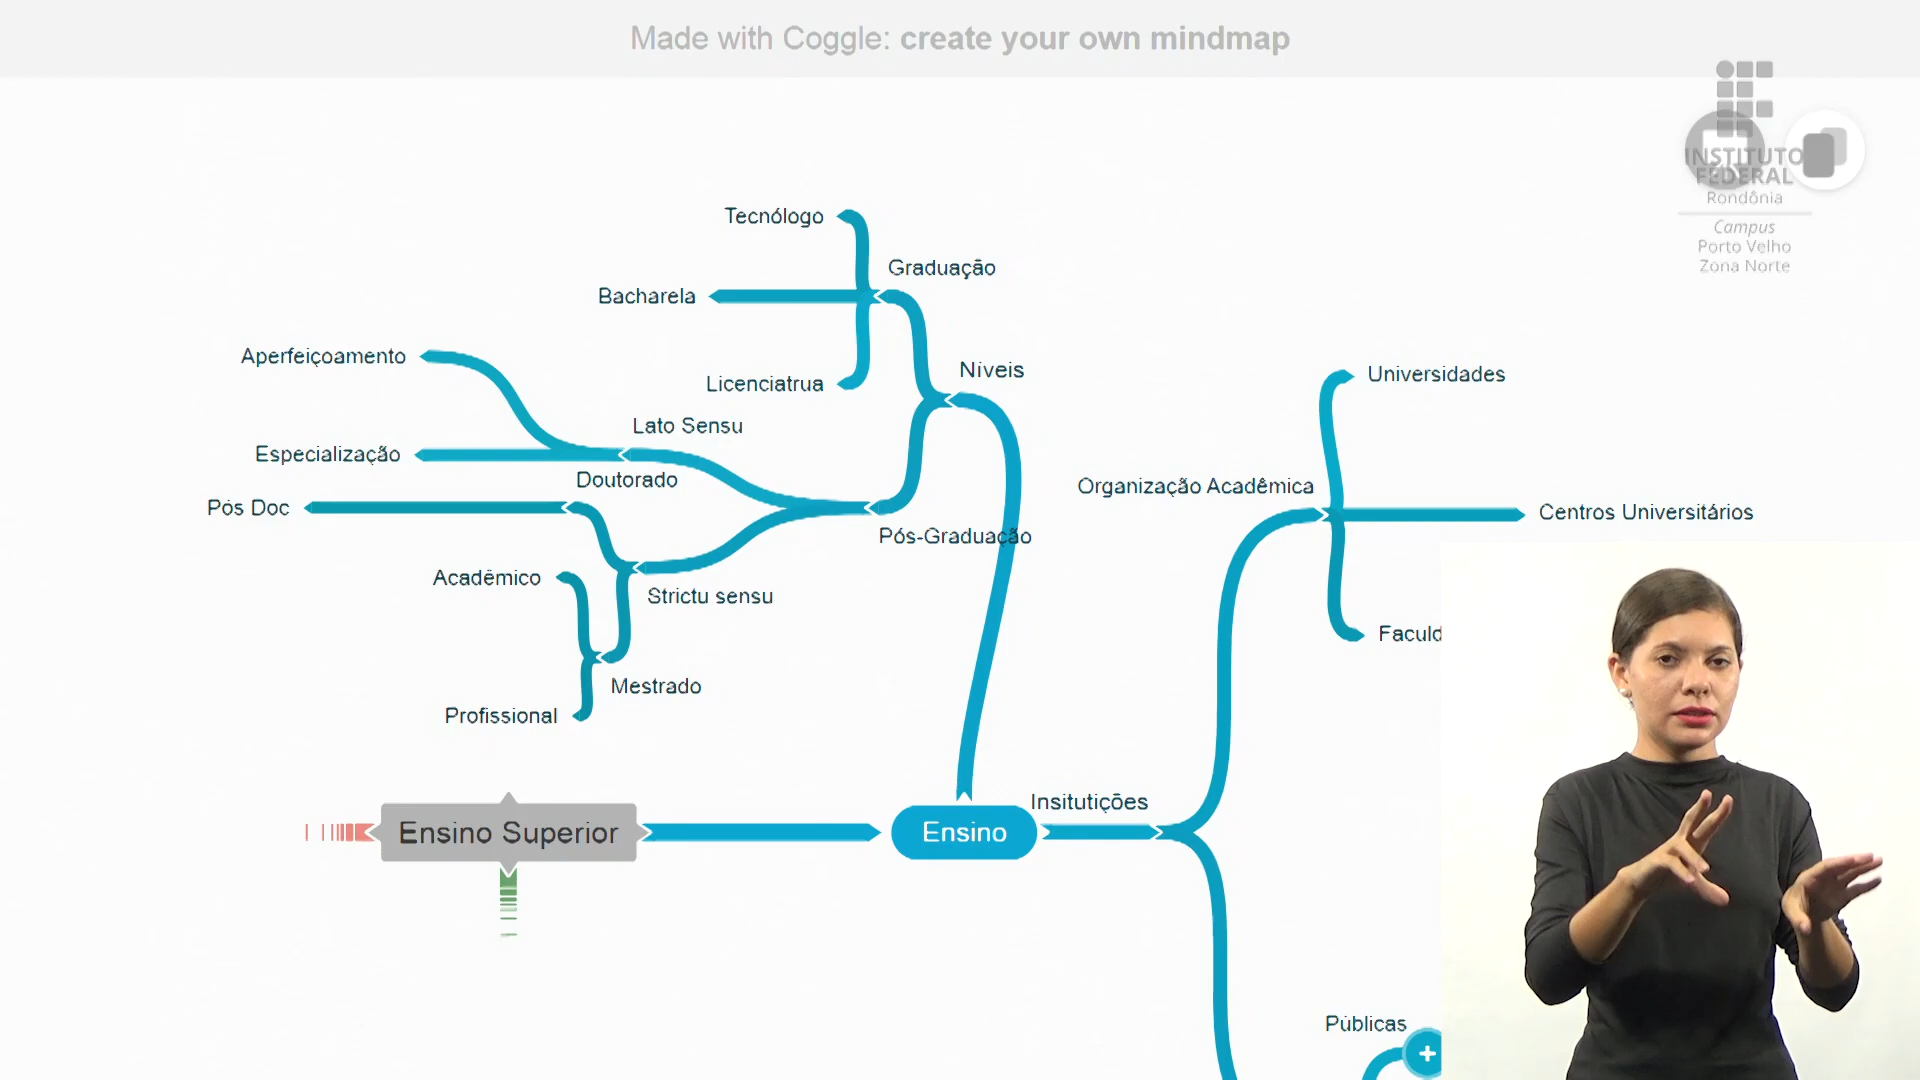 Made with Coggle: create your own mindmap
INSTITUTO
FEDERAL
Rondônia
Campus
Porto Velho
Zona Norte
Tecnólogo
Graduação
Bacharela
Aperfeiçoamento
Níveis
Licenciatrua
Universidades
Lato Sensu
Especialização
Doutorado
Organização Acadêmica
Pós Doc
Centros Universitários
Pós-Graduação
Acadêmico
Strictu sensu
Faculd
Mestrado
Profissional
Insitutições
Ensino Superior
Ensino
Públicas